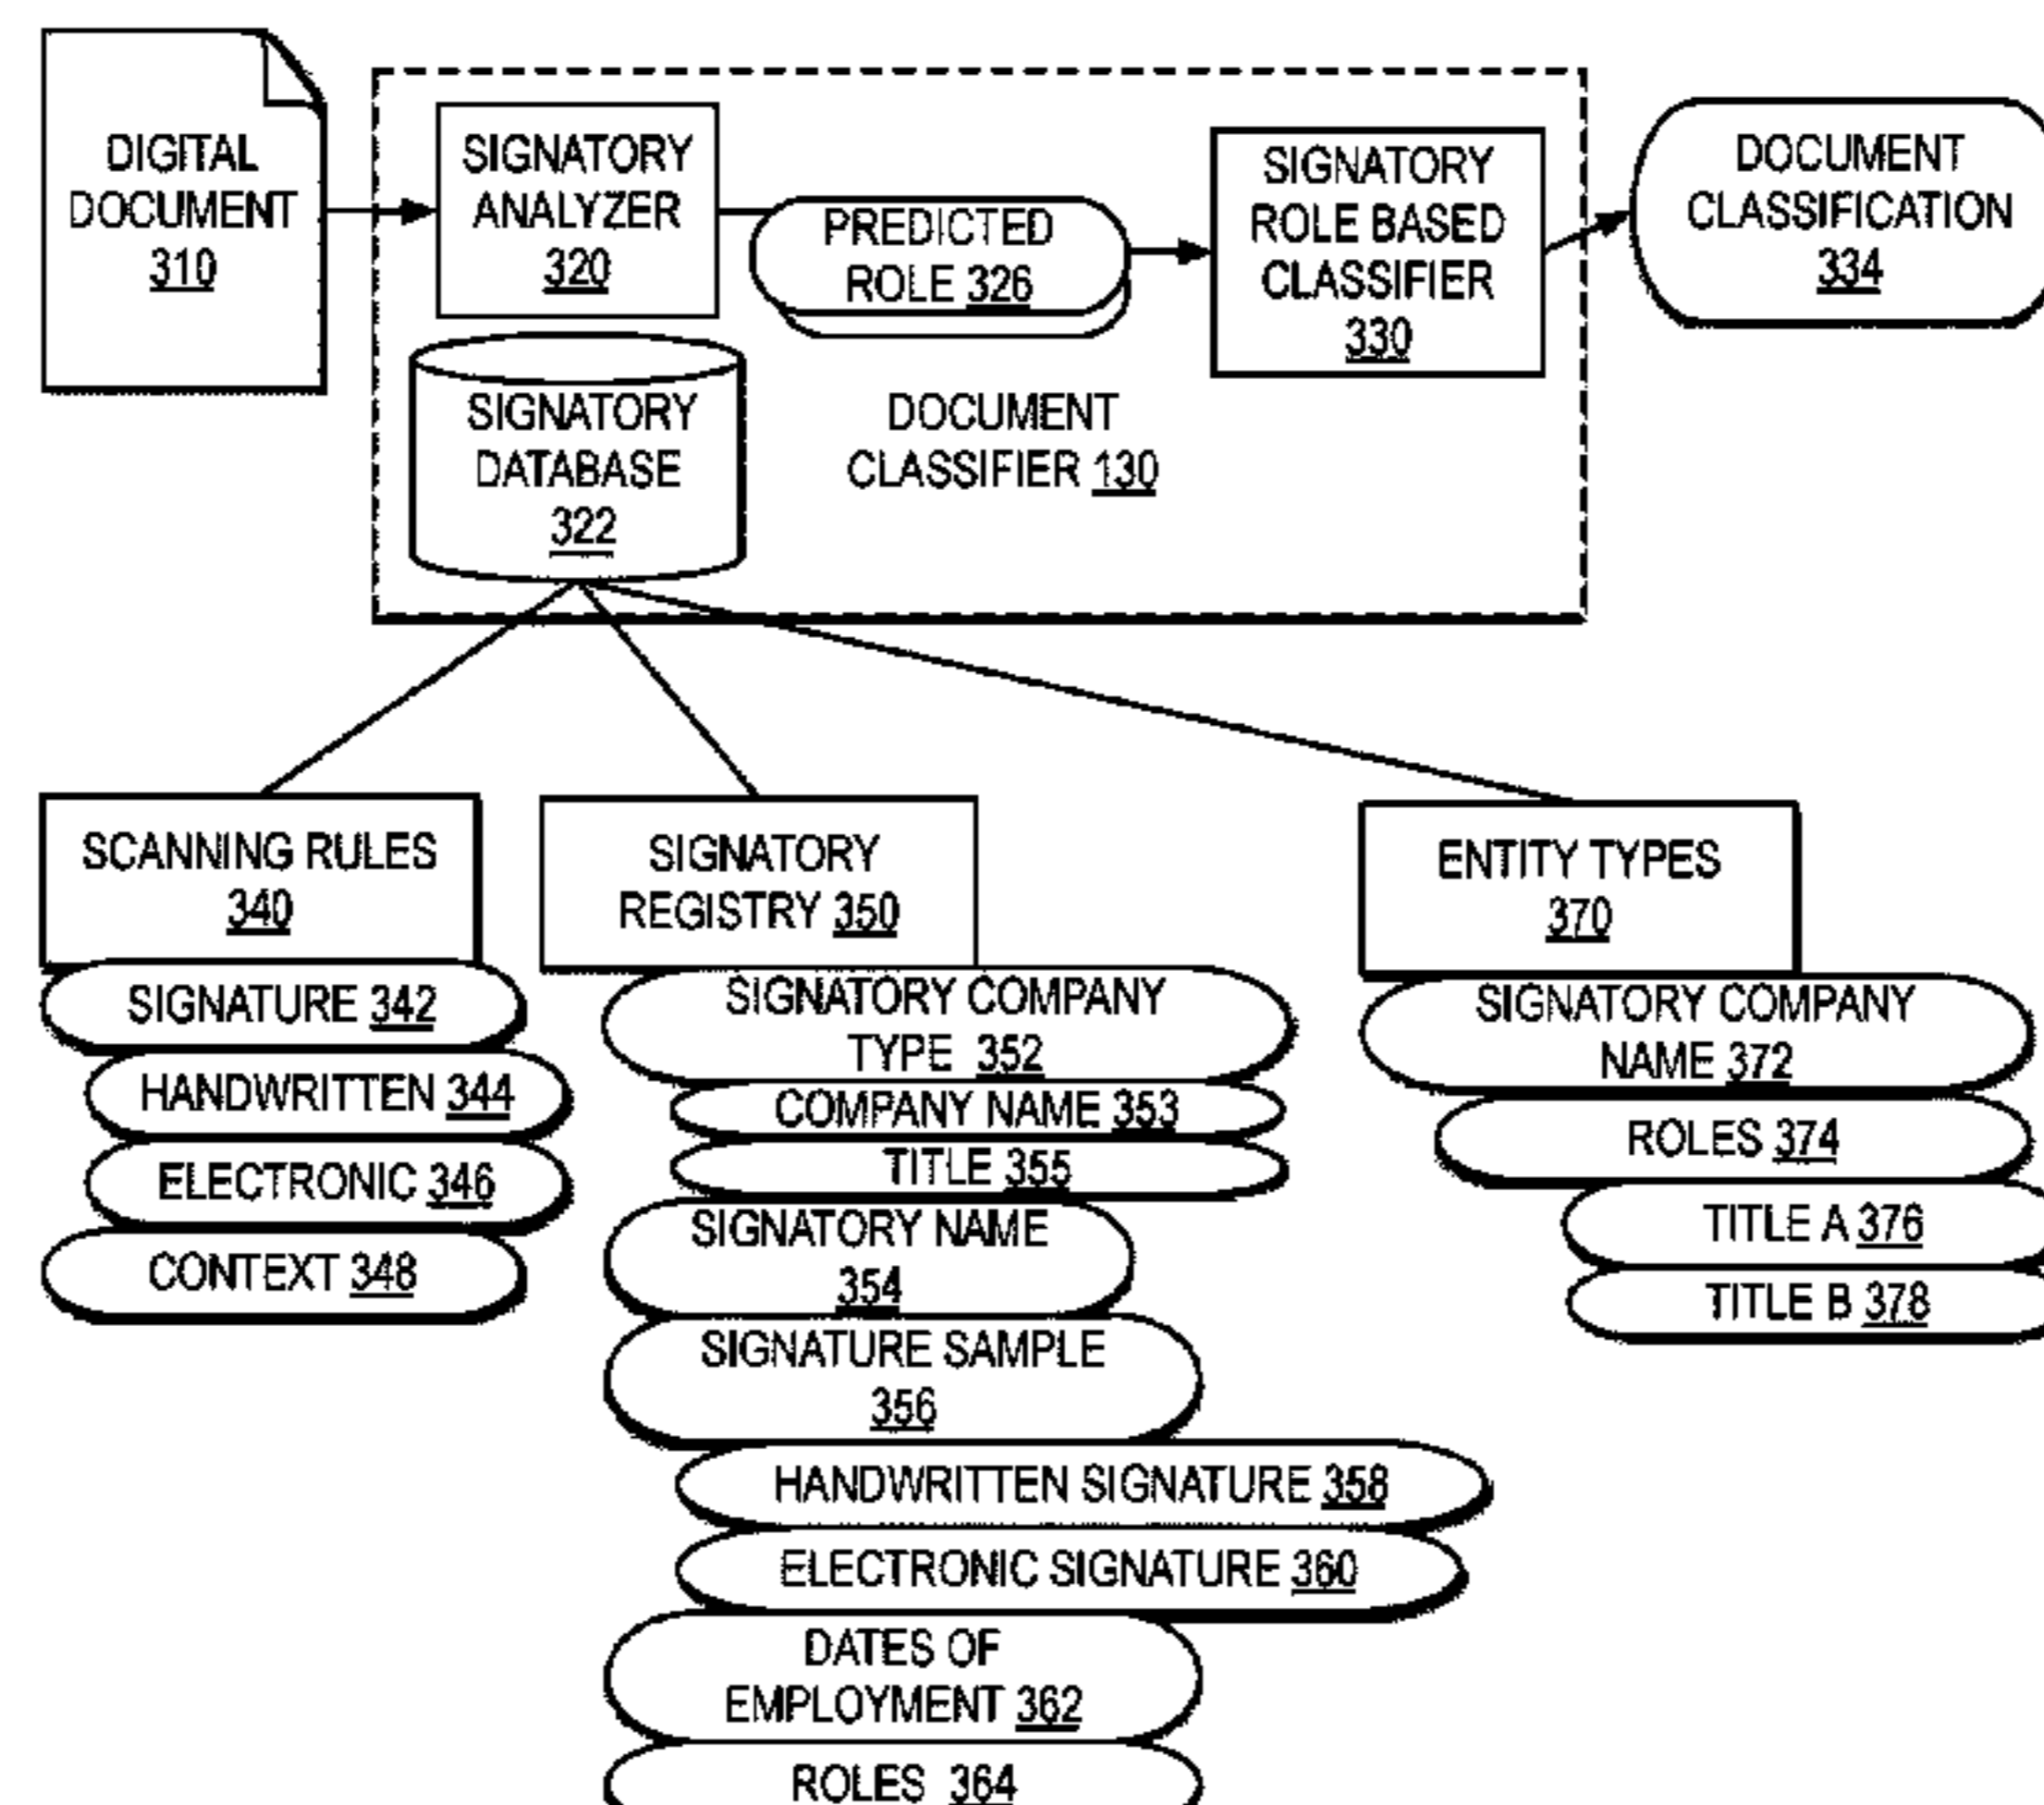 DIGITAL
DOCUMENT
310
SIGNATORY
ANALYZER
320
PREDICTED
ROLE 326
SIGNATORY
ROLE BASED
CLASSIFIER
330
DOCUMENT
CLASSIFICATION
334
SIGNATORY
DATABASE
322
DOCUMENT
CLASSIFIER 130
SCANNING RULES
340
SIGNATURE 342
HANDWRITTEN 344
ELECTRONIC 346
CONTEXT 348
SIGNATORY
REGISTRY 350
SIGNATORY COMPANY
TYPE 352
COMPANY NAME 353
TITLE 355
SIGNATORY NAME
354
SIGNATURE SAMPLE
356
HANDWRITTEN SIGNATURE 358
ELECTRONIC SIGNATURE 360
DATES OF
EMPLOYMENT 362
ROLES 364
ENTITY TYPES
370
SIGNATORY COMPANY
NAME 372
ROLES 374
TITLE A 376
TITLE B 378